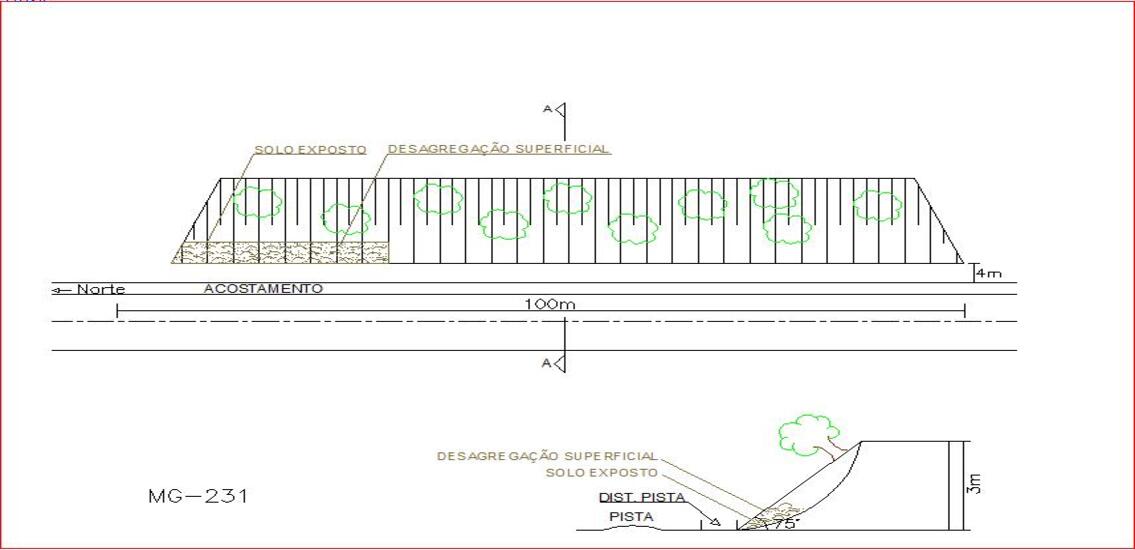 A
SOLO EXPOSTO
DESAGREGAÇÃO SUPERFICIAL
4m
Norte
ACOSTAMENTO
100m
A
DESAGREGAÇÃO SUPERFICIAL
SOLO EXPOSTO
MG-231
DIST. PISTA
PISTA
75°
3m